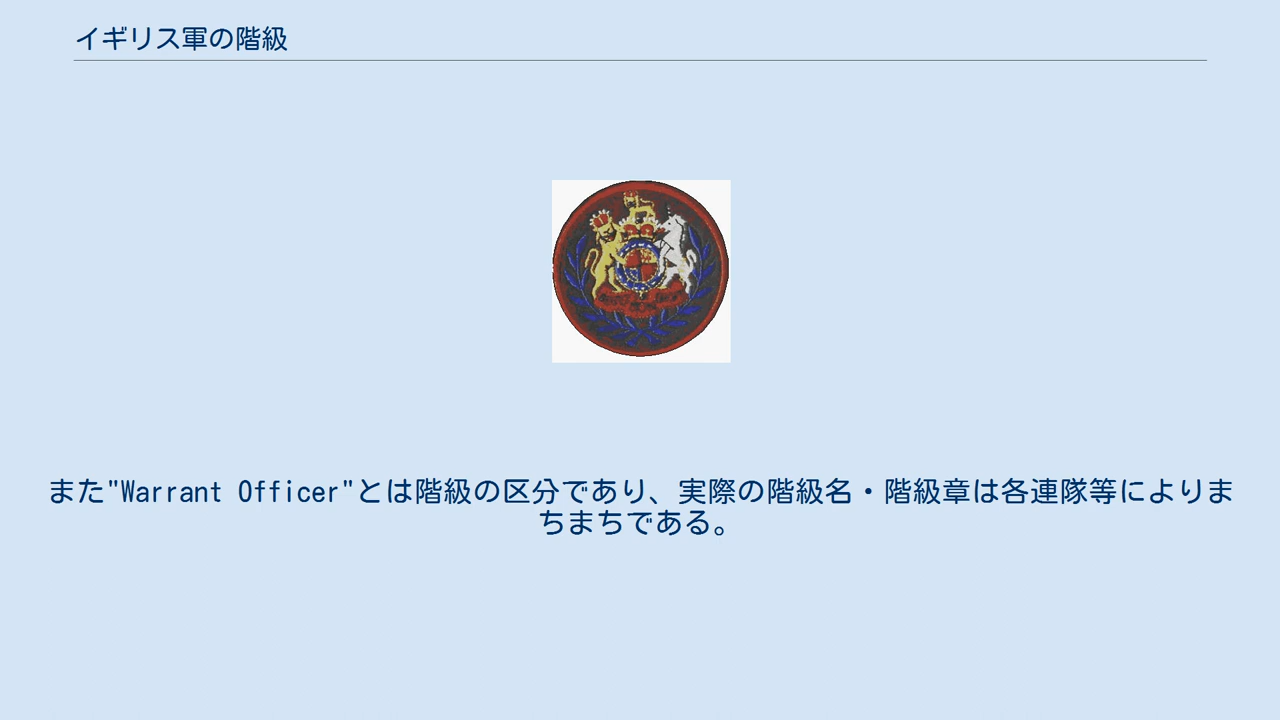 イギリス軍の階級
また"Warrant Officer"とは階級の区分であり、実際の階級名・階級章は各連隊等によりま
ちまちである。